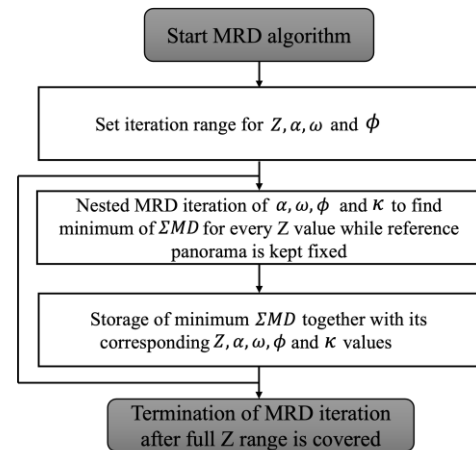 Start MRD algorithm
Set iteration range for Z, α, ω and ϕ
Nested MRD iteration of α, ω, ϕ and κ to find
minimum of ΣMD for every Z value while reference
panorama is kept fixed
Storage of minimum ΣMD together with its
corresponding Z, α, ω, ϕ and κ values
Termination of MRD iteration
after full Z range is covered